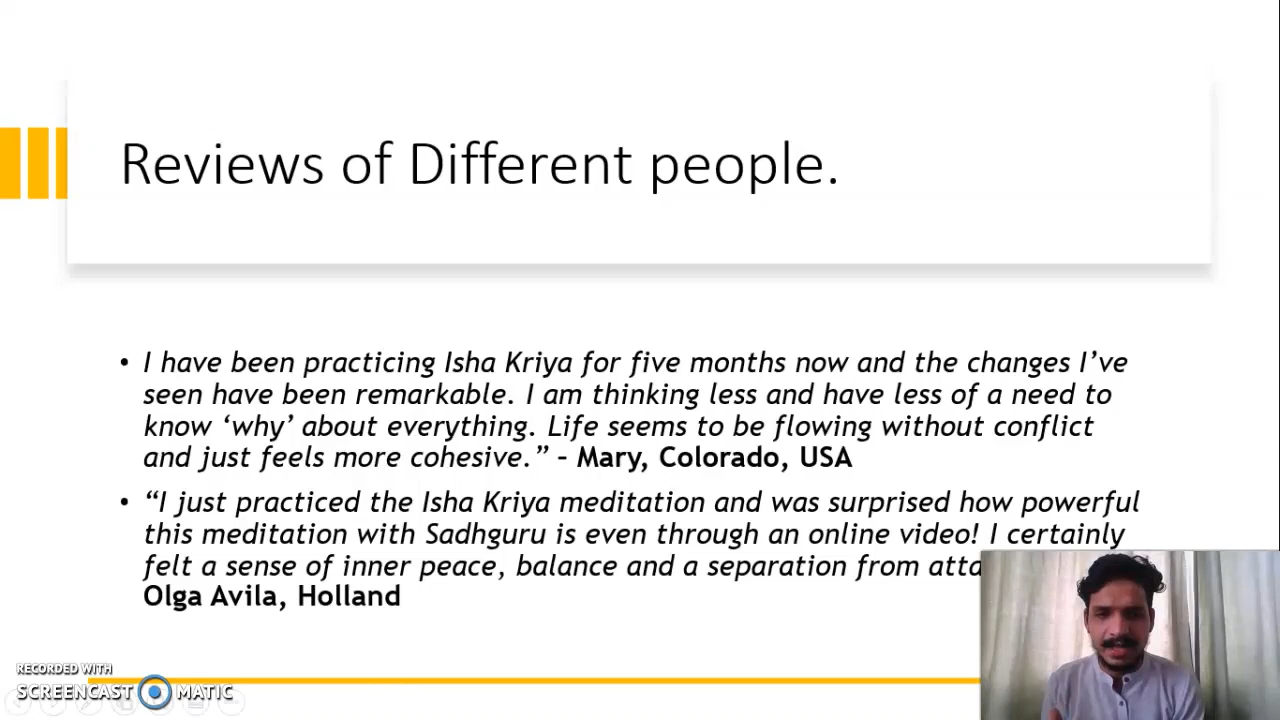 Reviews of Different people.
• I have been practicing Isha Kriya for five months now and the changes I’ve
seen have been remarkable. I am thinking less and have less of a need to
know ‘why’ about everything. Life seems to be flowing without conflict
and just feels more cohesive.” – Mary, Colorado, USA
• “I just practiced the Isha Kriya meditation and was surprised how powerful
this meditation with Sadhguru is even through an online video! I certainly
felt a sense of inner peace, balance and a separation from
Olga Avila, Holland
RECORDED WITH
SCREENCAST MATIC